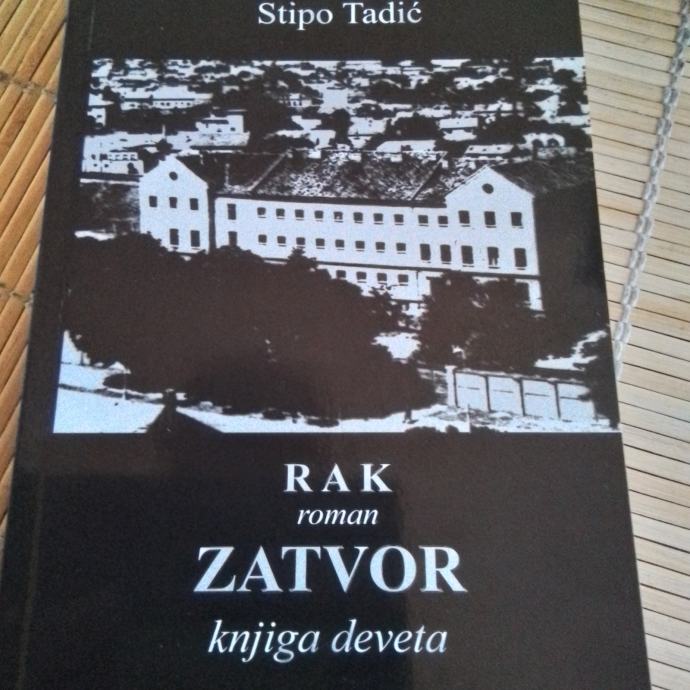 Stipo Tadić
RAK
roman
ZATVOR
knjiga deveta